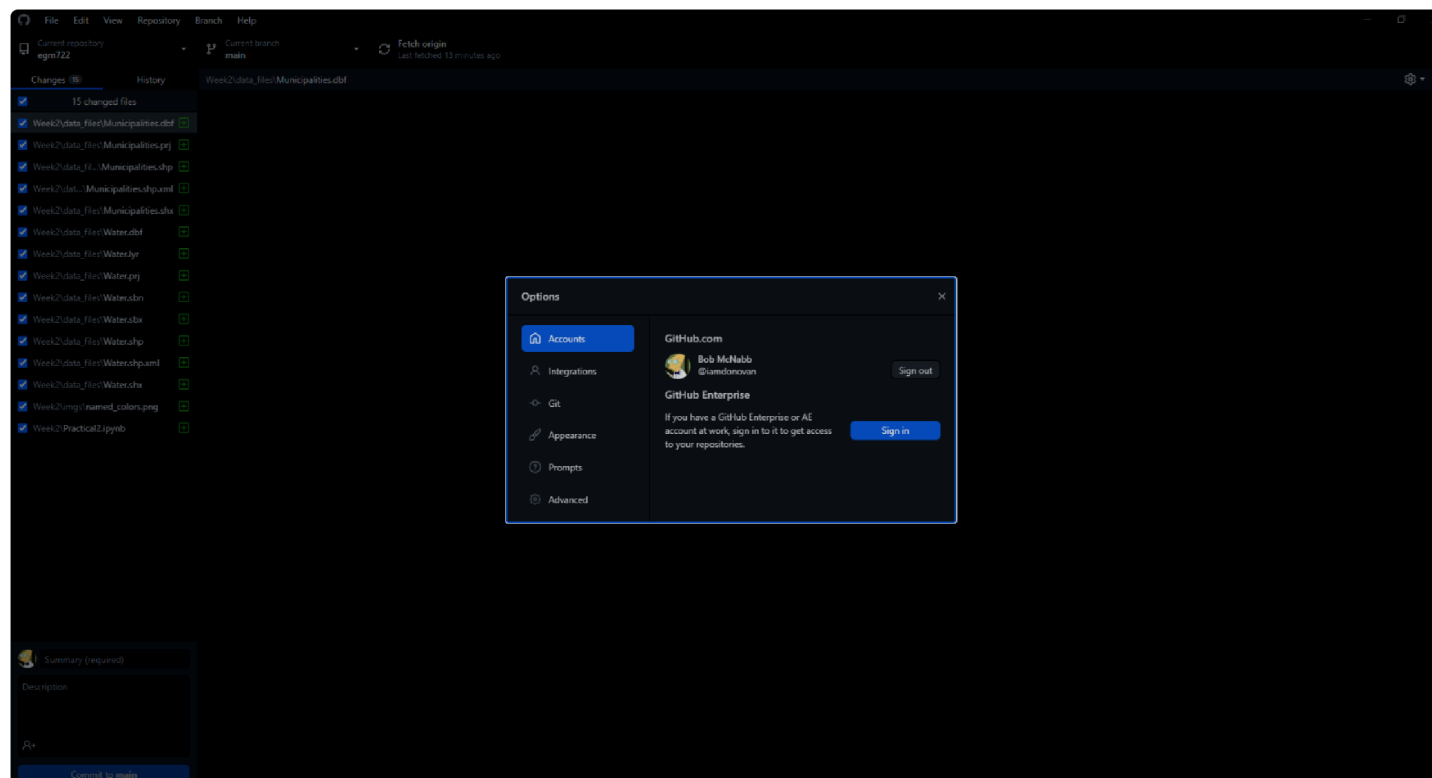 File Edit View Repository Branch Help
Current repository
egm722
Current branch
main
Fetch origin
Last fetched 13 minutes ago
Changes 15 History
Week2\data_files\Municipalities.dbf
15 changed files
Week2\data_files\Municipalities.dbf
Week2\data_files\Municipalities.prj
Week2\data_fil...\Municipalities.shp
Week2\dat...\Municipalities.shp.xml
Week2\data_files\Municipalities.shx
Week2\data_files\Water.dbf
Week2\data_files\Water.lyr
Week2\data_files\Water.prj
Week2\data_files\Water.sbn
Week2\data_files\Water.sbx
Week2\data_files\Water.shp
Week2\data_files\Water.shp.xml
Week2\data_files\Water.shx
Week2\imgs\named_colors.png
Week2\Practical2.ipynb
Summary (required)
Description
Commit to main
Options
Accounts
Integrations
Git
Appearance
Prompts
Advanced
GitHub.com
Bob McNabb
@iamdonovan
Sign out
GitHub Enterprise
If you have a GitHub Enterprise or AE
account at work, sign in to it to get access
to your repositories.
Sign in